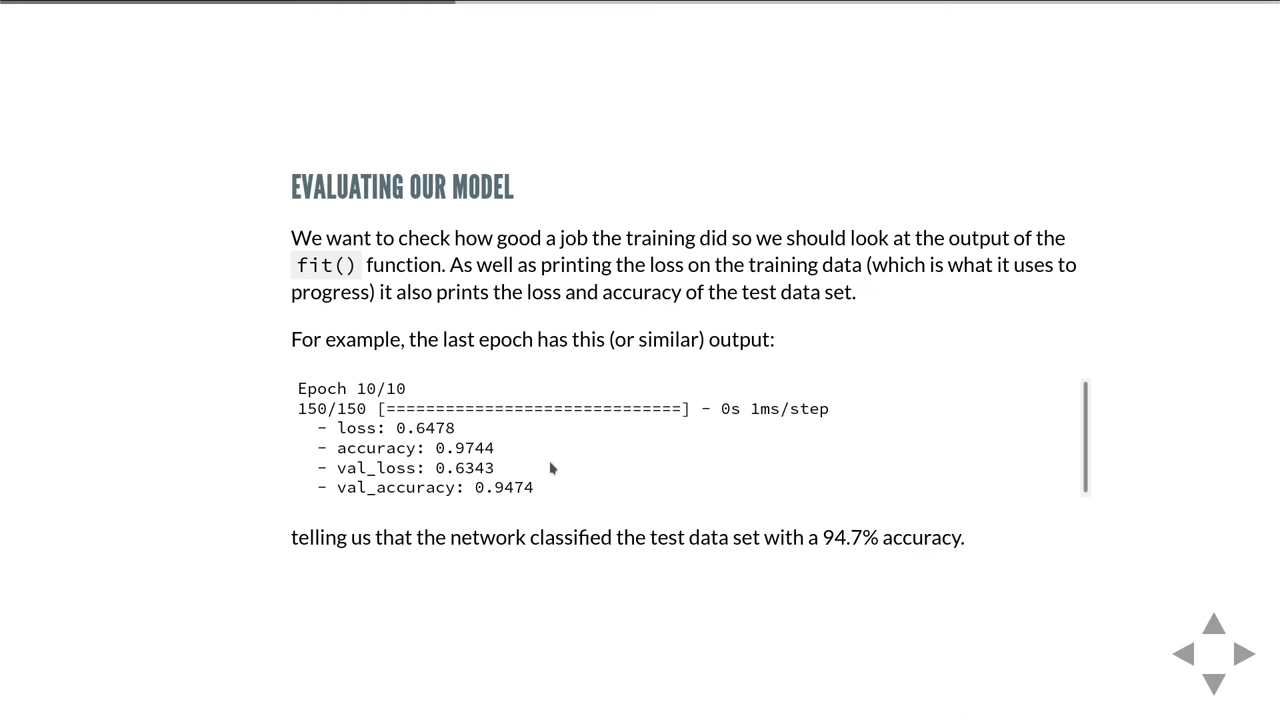 EVALUATING OUR MODEL
We want to check how good a job the training did so we should look at the output of the
fit() function. As well as printing the loss on the training data (which is what it uses to
progress) it also prints the loss and accuracy of the test data set.
For example, the last epoch has this (or similar) output:
Epoch 10/10
150/150 [==============================] - 0s 1ms/step
- loss: 0.6478
- accuracy: 0.9744
- val_loss: 0.6343
- val_accuracy: 0.9474
telling us that the network classified the test data set with a 94.7% accuracy.